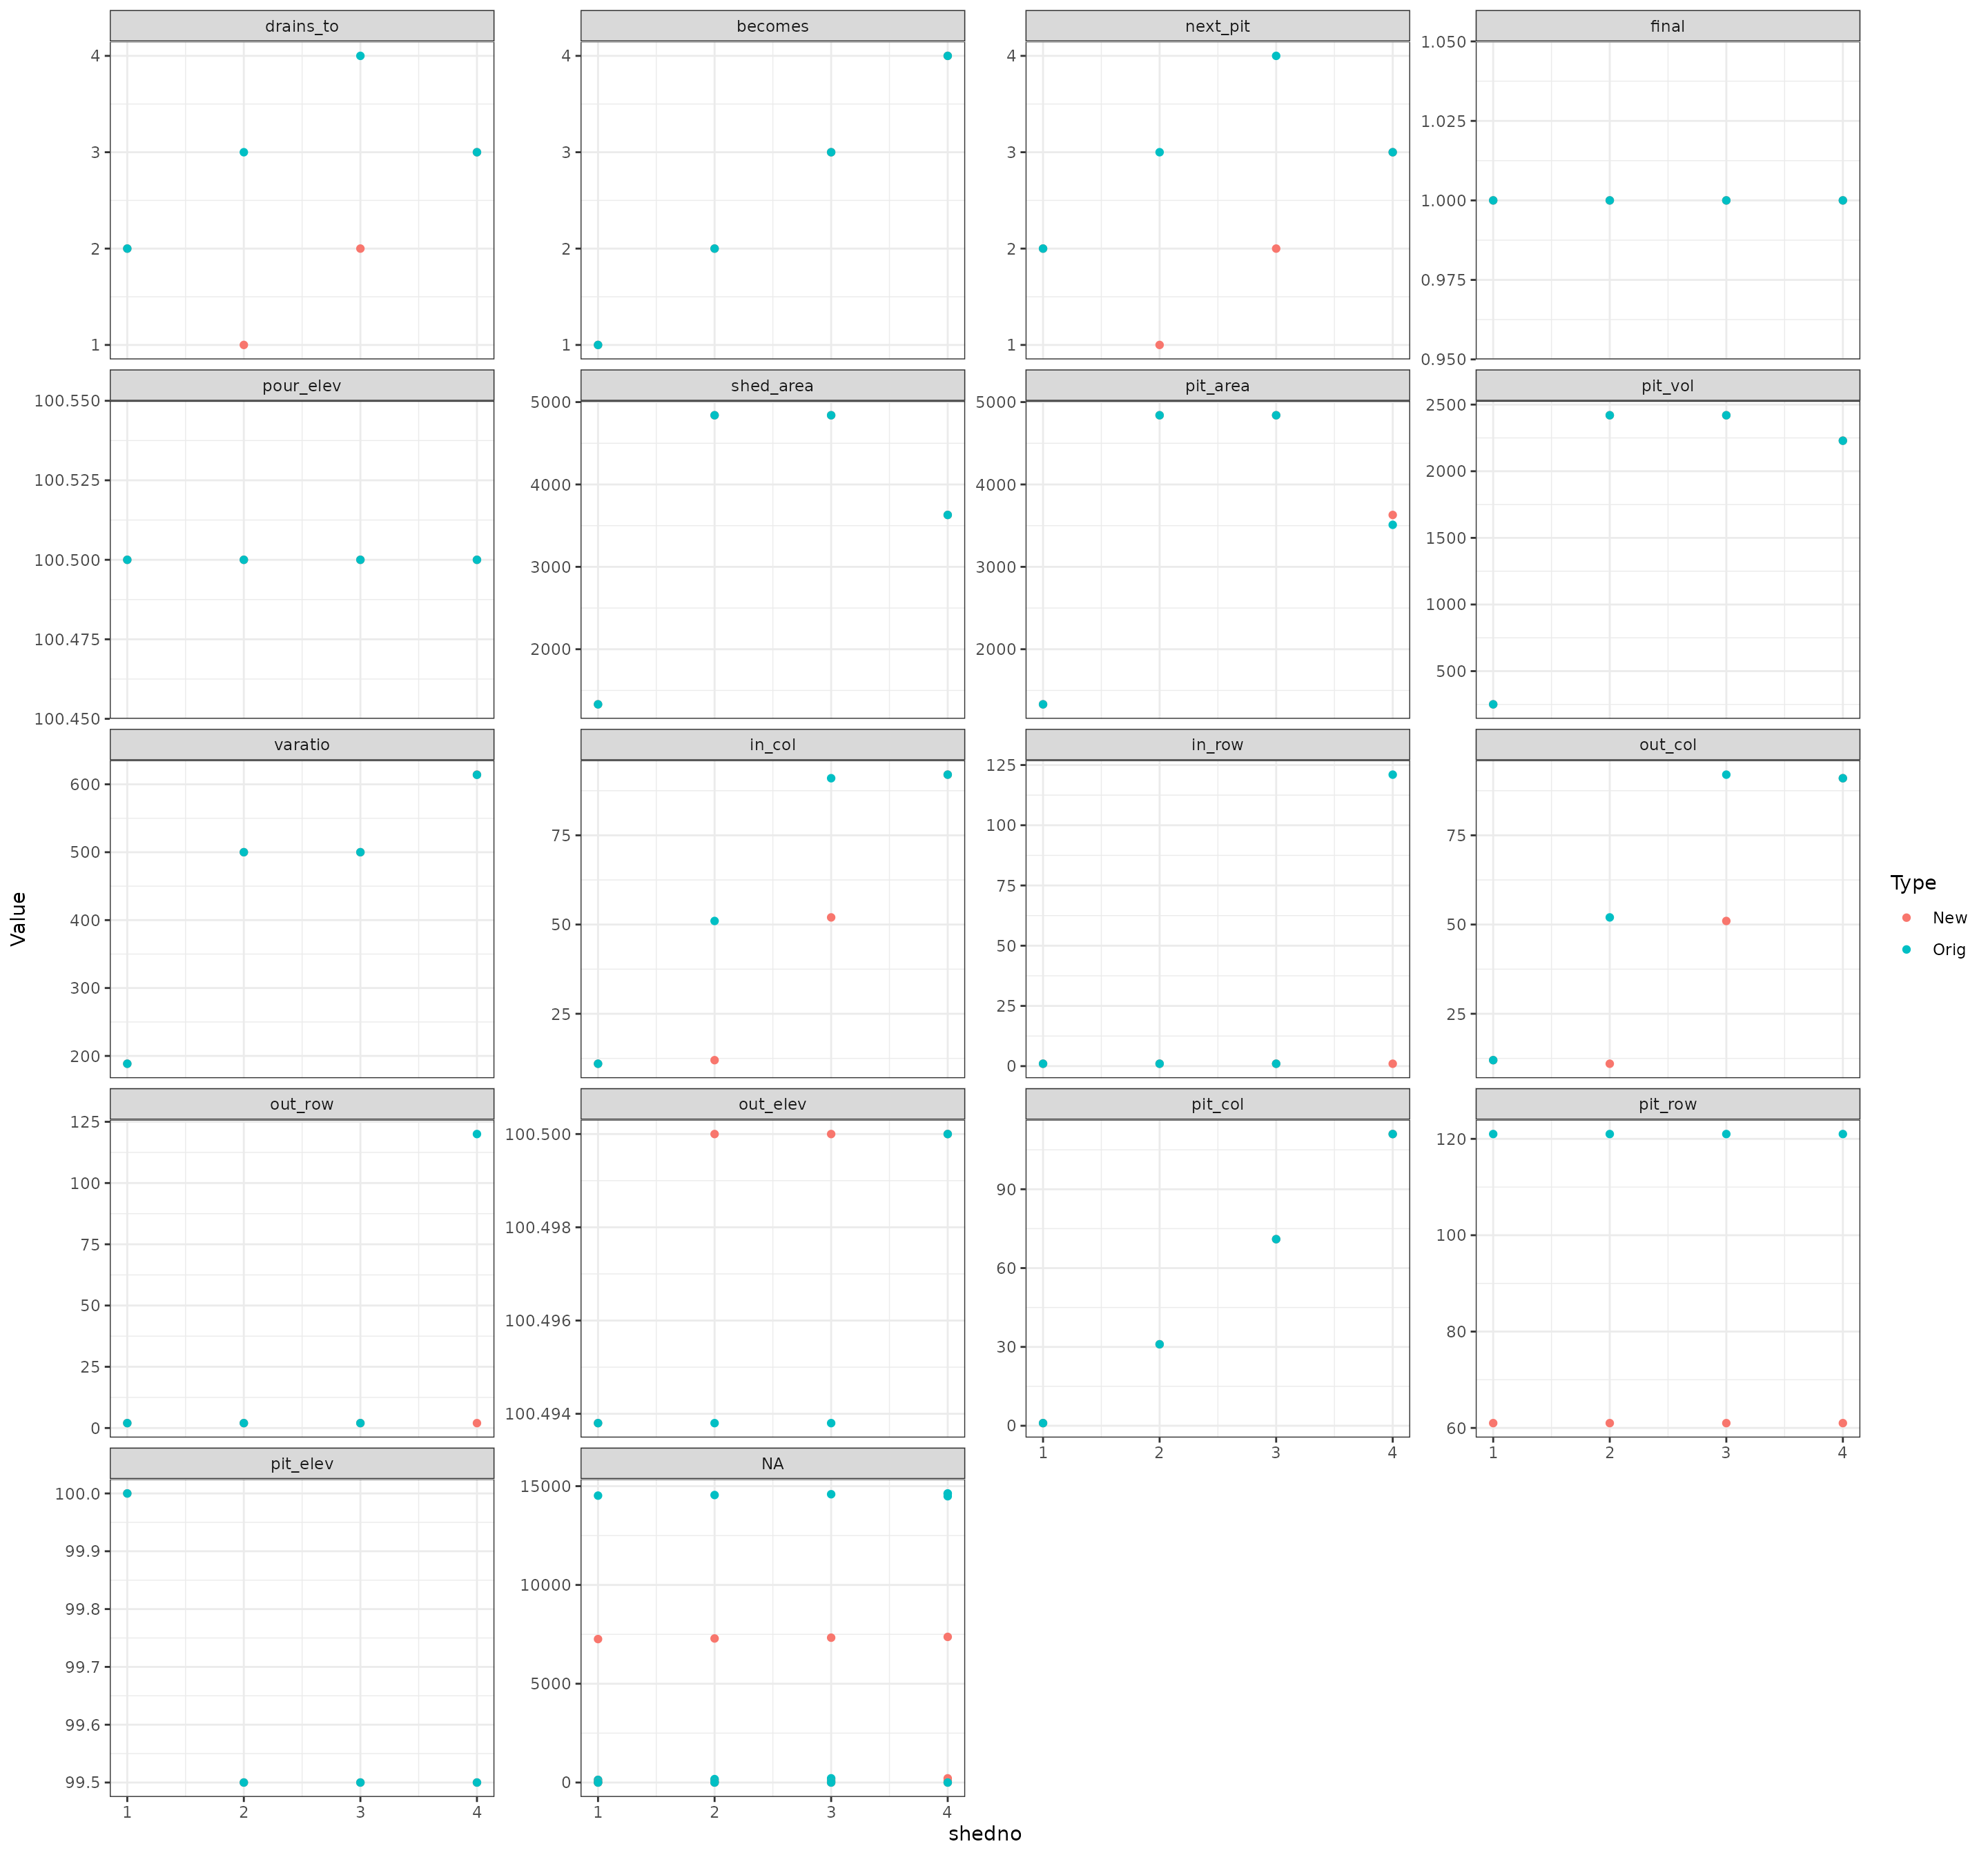 drains_to becomes next_pit final
4 4 4 1.050
3 3 3 1.025
2 2 2 1.000
1 1 1 0.975
0.950
pour_elev shed_area pit_area pit_vol
100.550 5000 5000 2500
100.525 4000 4000 2000
100.500 3000 3000 1500
100.475 2000 2000 1000
100.450 500
varatio in_col in_row out_col
600 75 125 75
500 50 100 50
400 25 75 25
300 50
200 25
0
Value
Type
New
Orig
out_row out_elev pit_col pit_row
125 100.500 90 120
100 100.498 60 100
75 100.496 30 80
50 100.494 0 60
25
0
1 2 3 4 1 2 3 4
pit_elev NA
100.0 15000
99.9 10000
99.8 5000
99.7 0
99.6
99.5
1 2 3 4 1 2 3 4
shedno